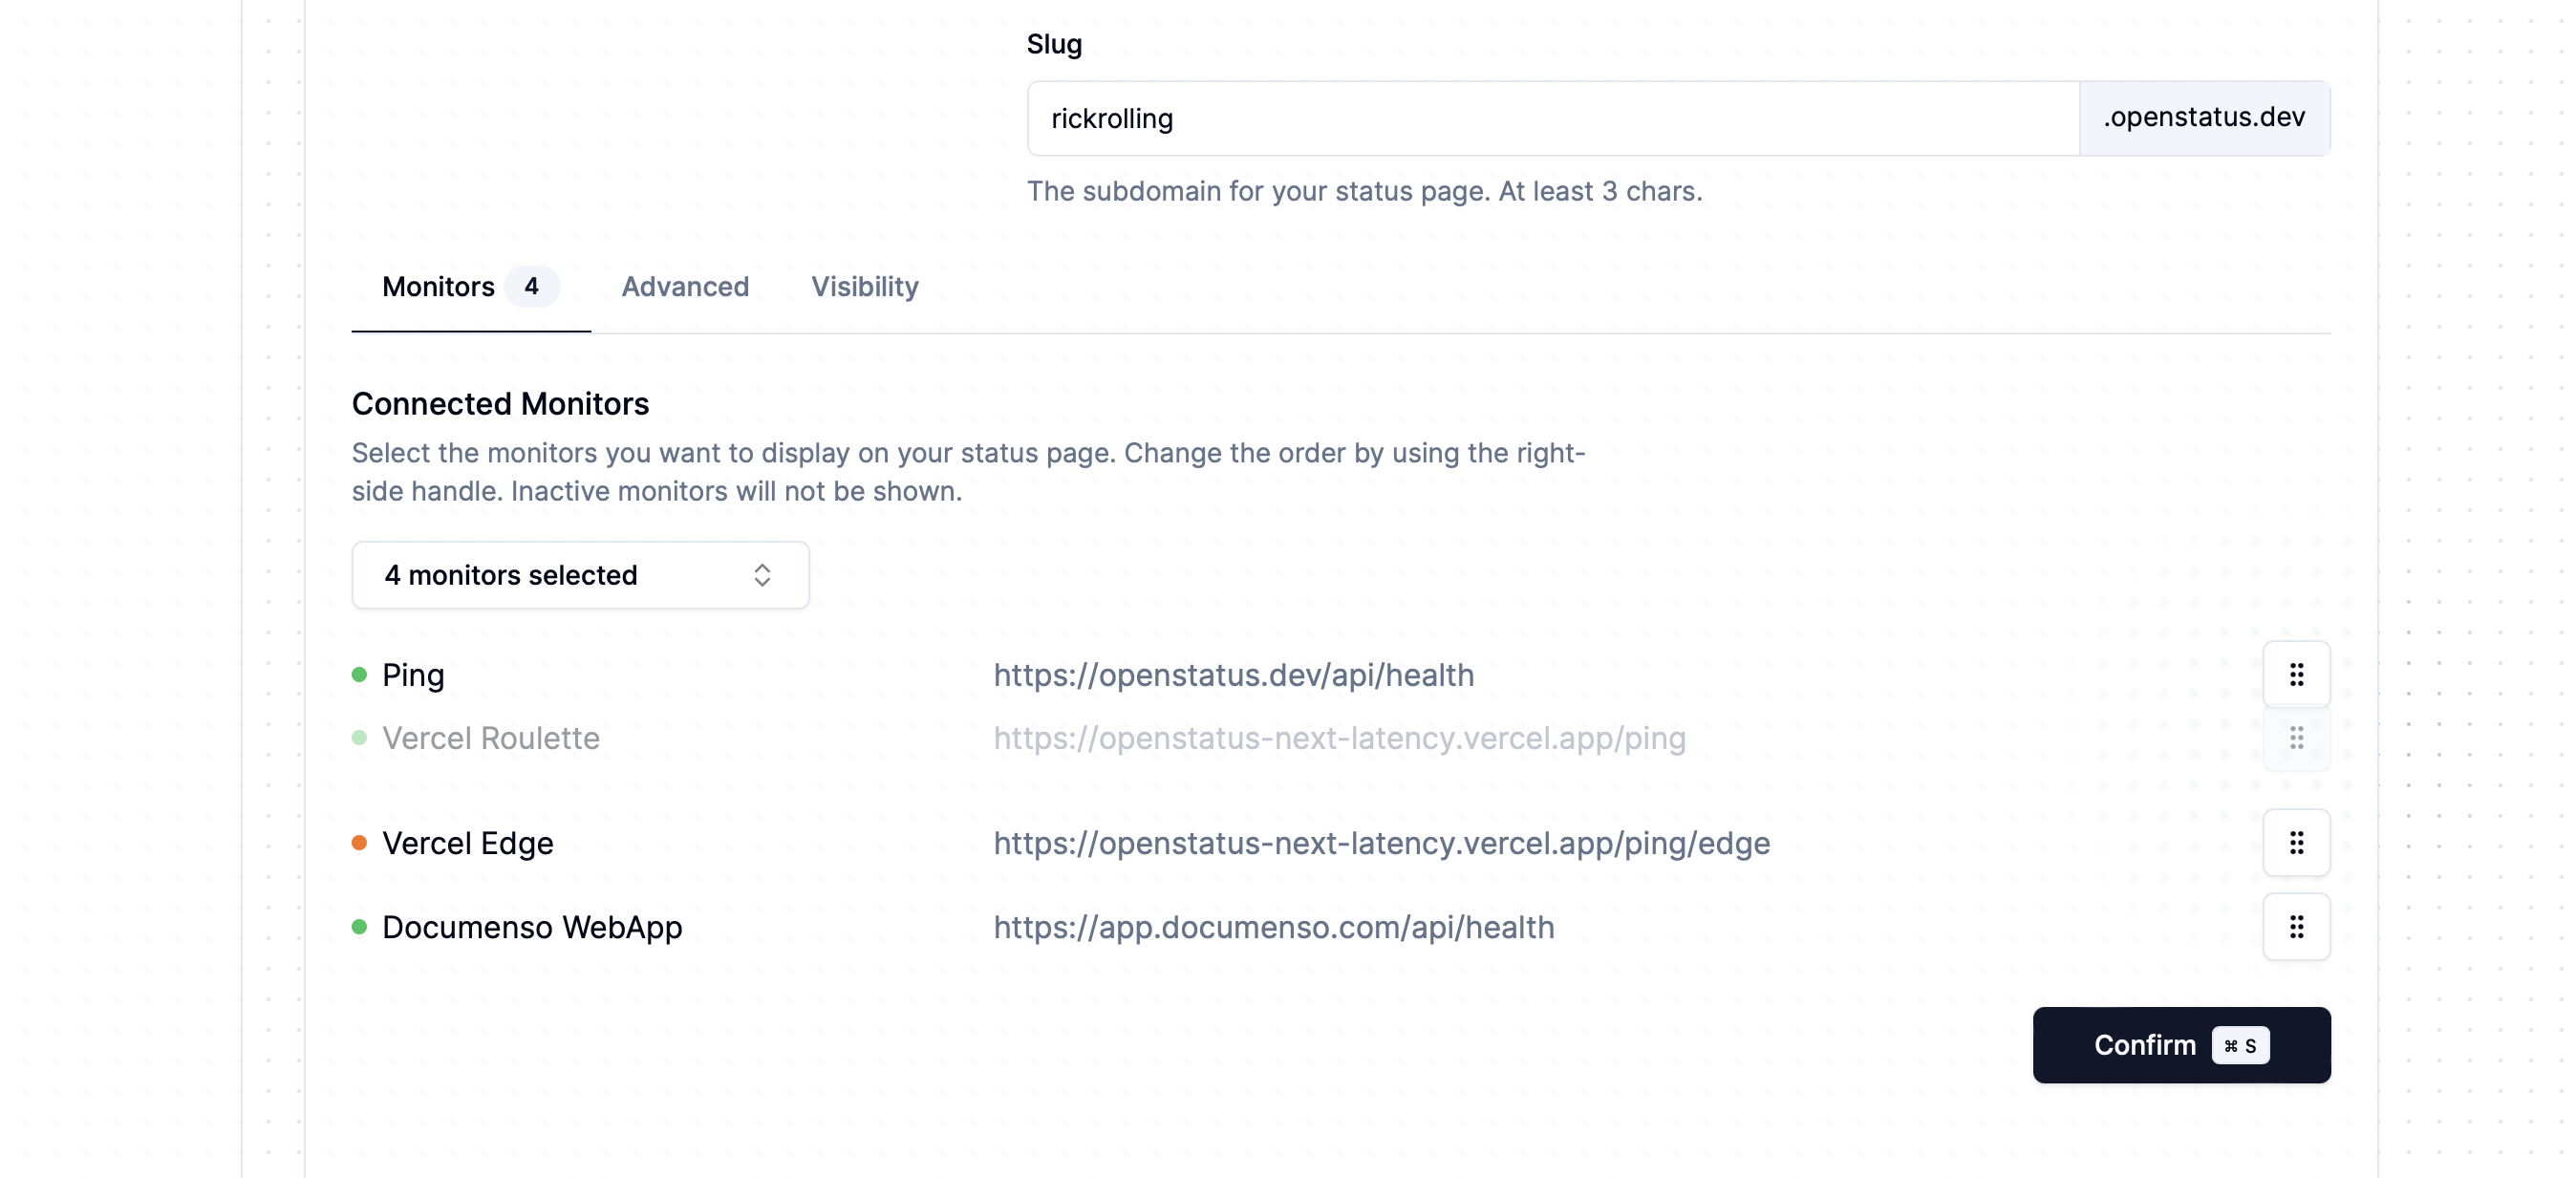 Slug
rickrolling .openstatus.dev
The subdomain for your status page. At least 3 chars.
Monitors 4 Advanced Visibility
Connected Monitors
Select the monitors you want to display on your status page. Change the order by using the right-
side handle. Inactive monitors will not be shown.
4 monitors selected
Ping https://openstatus.dev/api/health
Vercel Roulette https://openstatus-next-latency.vercel.app/ping
Vercel Edge https://openstatus-next-latency.vercel.app/ping/edge
Documenso WebApp https://app.documenso.com/api/health
Confirm ⌘ S